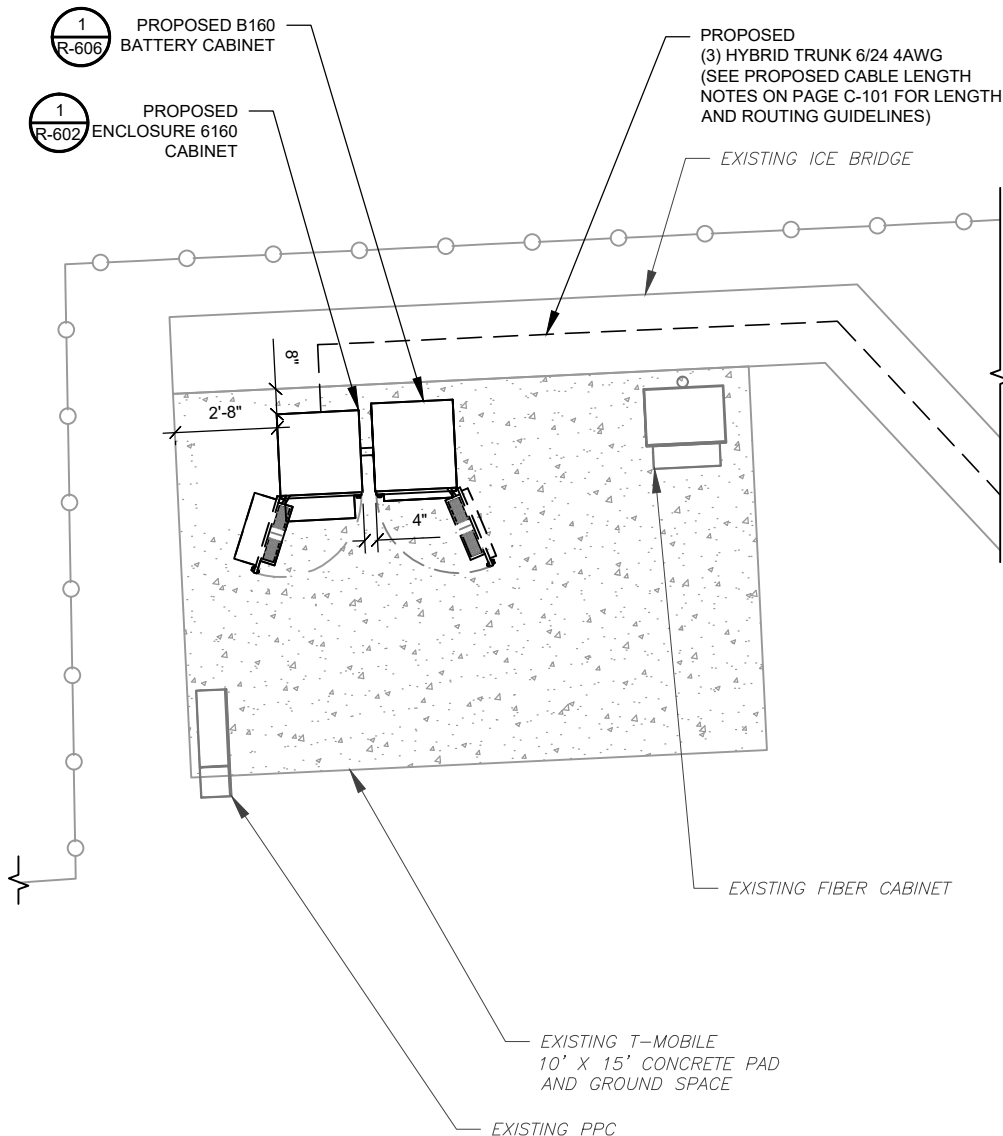 1
R-606
PROPOSED B160
BATTERY CABINET
1
R-602
PROPOSED
ENCLOSURE 6160
CABINET
PROPOSED
(3) HYBRID TRUNK 6/24 4AWG
(SEE PROPOSED CABLE LENGTH
NOTES ON PAGE C-101 FOR LENGTH
AND ROUTING GUIDELINES)
EXISTING ICE BRIDGE
8"
2'-8"
4"
EXISTING FIBER CABINET
EXISTING T-MOBILE
10' X 15' CONCRETE PAD
AND GROUND SPACE
EXISTING PPC